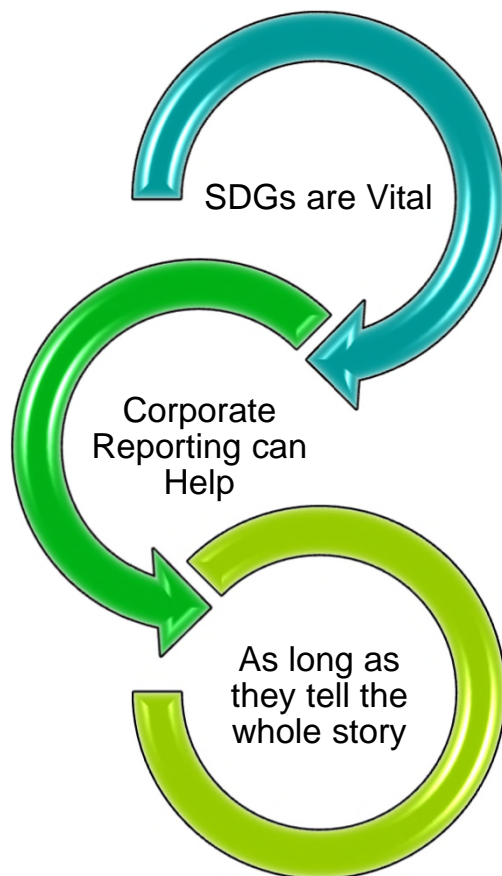 SDGs are Vital
Corporate
Reporting can
Help
As long as
they tell the
whole story